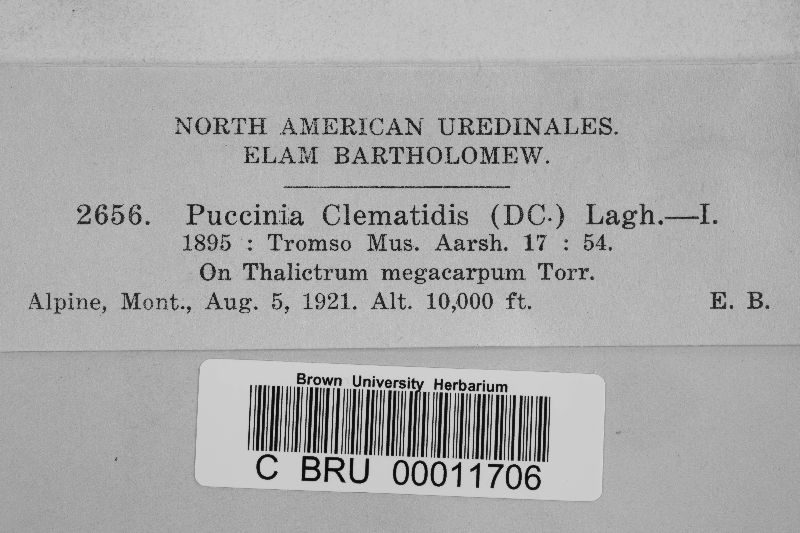 NORTH AMERICAN UREDINALES.
ELAM BARTHOLOMEW.
2656. Puccinia Clematidis (DC.) Lagh.—I.
1895 : Tromso Mus. Aarsh. 17 : 54.
On Thalictrum megacarpum Torr.
Alpine, Mont., Aug. 5, 1921. Alt. 10,000 ft. E. B.
Brown University Herbarium
C BRU 00011706